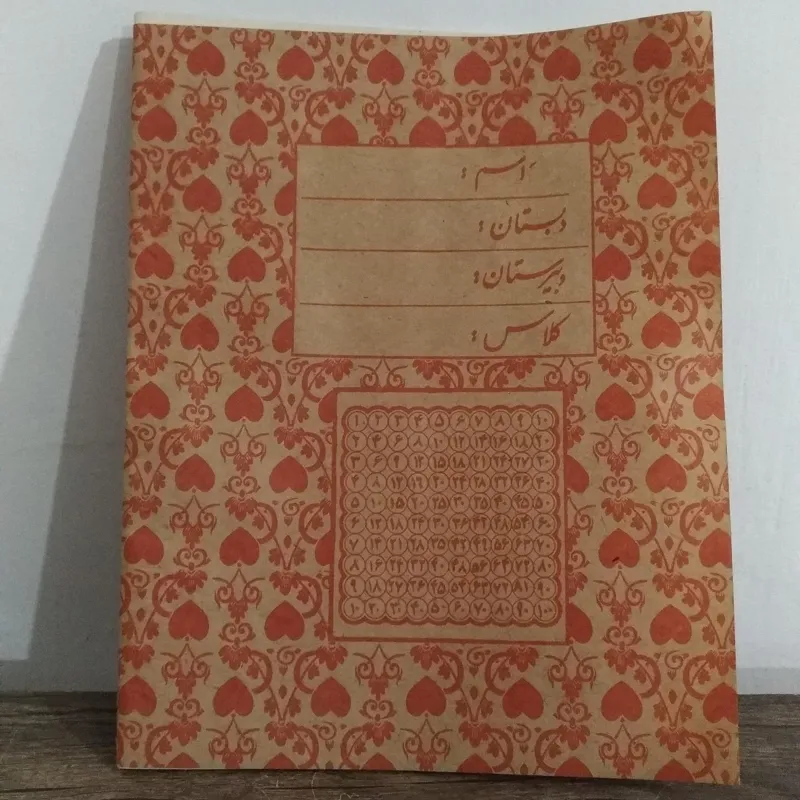 اسم :
دبستان :
دبیرستان :
کلاس :
۱ ۲ ۳ ۴ ۵ ۶ ۷ ۸ ۹ ۱۰
۲ ۴ ۶ ۸ ۱۰ ۱۲ ۱۴ ۱۶ ۱۸ ۲۰
۳ ۶ ۹ ۱۲ ۱۵ ۱۸ ۲۱ ۲۴ ۲۷ ۳۰
۴ ۸ ۱۲ ۱۶ ۲۰ ۲۴ ۲۸ ۳۲ ۳۶ ۴۰
۵ ۱۰ ۱۵ ۲۰ ۲۵ ۳۰ ۳۵ ۴۰ ۴۵ ۵۰
۶ ۱۲ ۱۸ ۲۴ ۳۰ ۳۶ ۴۲ ۴۸ ۵۴ ۶۰
۷ ۱۴ ۲۱ ۲۸ ۳۵ ۴۲ ۴۹ ۵۶ ۶۳ ۷۰
۸ ۱۶ ۲۴ ۳۲ ۴۰ ۴۸ ۵۶ ۶۴ ۷۲ ۸۰
۹ ۱۸ ۲۷ ۳۶ ۴۵ ۵۴ ۶۳ ۷۲ ۸۱ ۹۰
۱۰ ۲۰ ۳۰ ۴۰ ۵۰ ۶۰ ۷۰ ۸۰ ۹۰ ۱۰۰